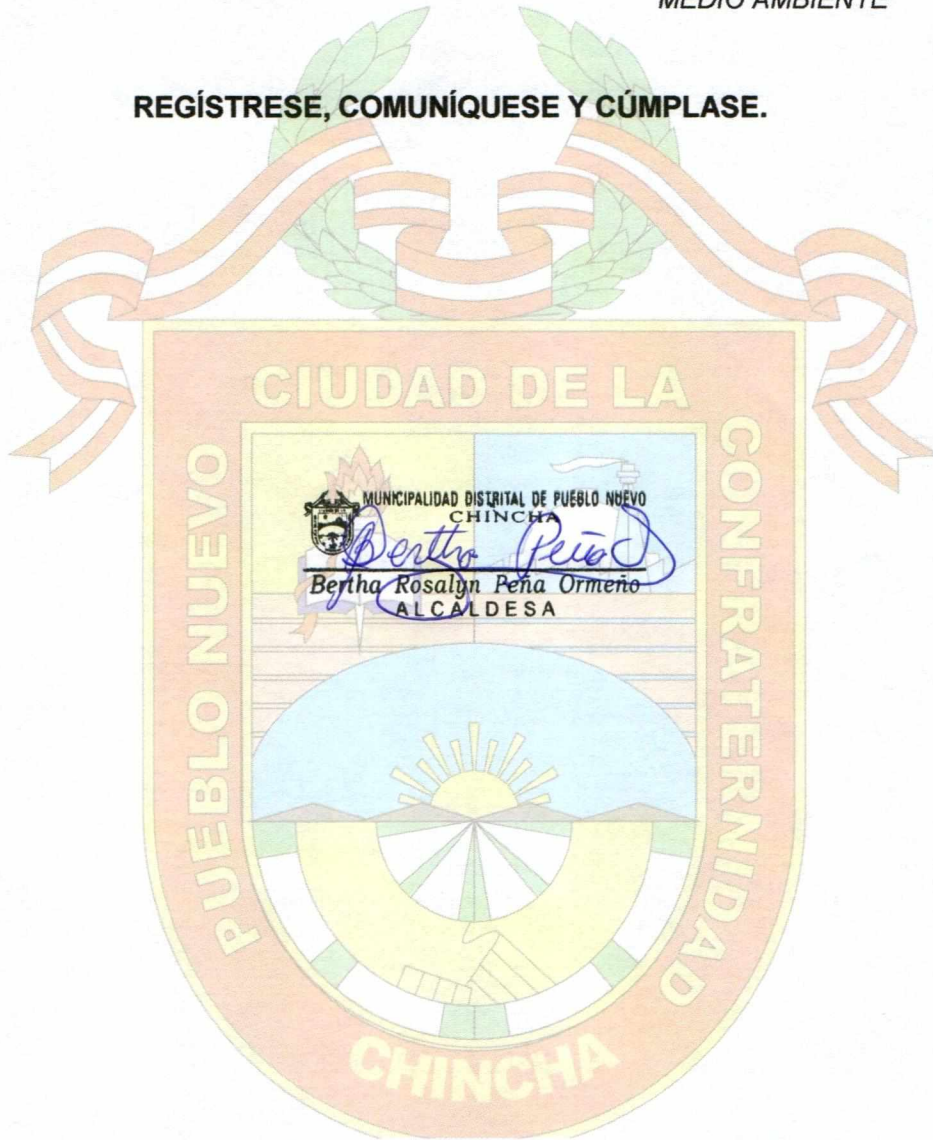 MEDIO AMBIENTE
REGÍSTRESE, COMUNÍQUESE Y CÚMPLASE.
CIUDAD DE LA
PUEBLO NUEVO
CONFRATERNIDAD
MUNICIPALIDAD DISTRITAL DE PUEBLO NUEVO
CHINCHA
Bertha Peña O
Bertha Rosalyn Peña Ormeño
ALCALDESA
CHINCHA